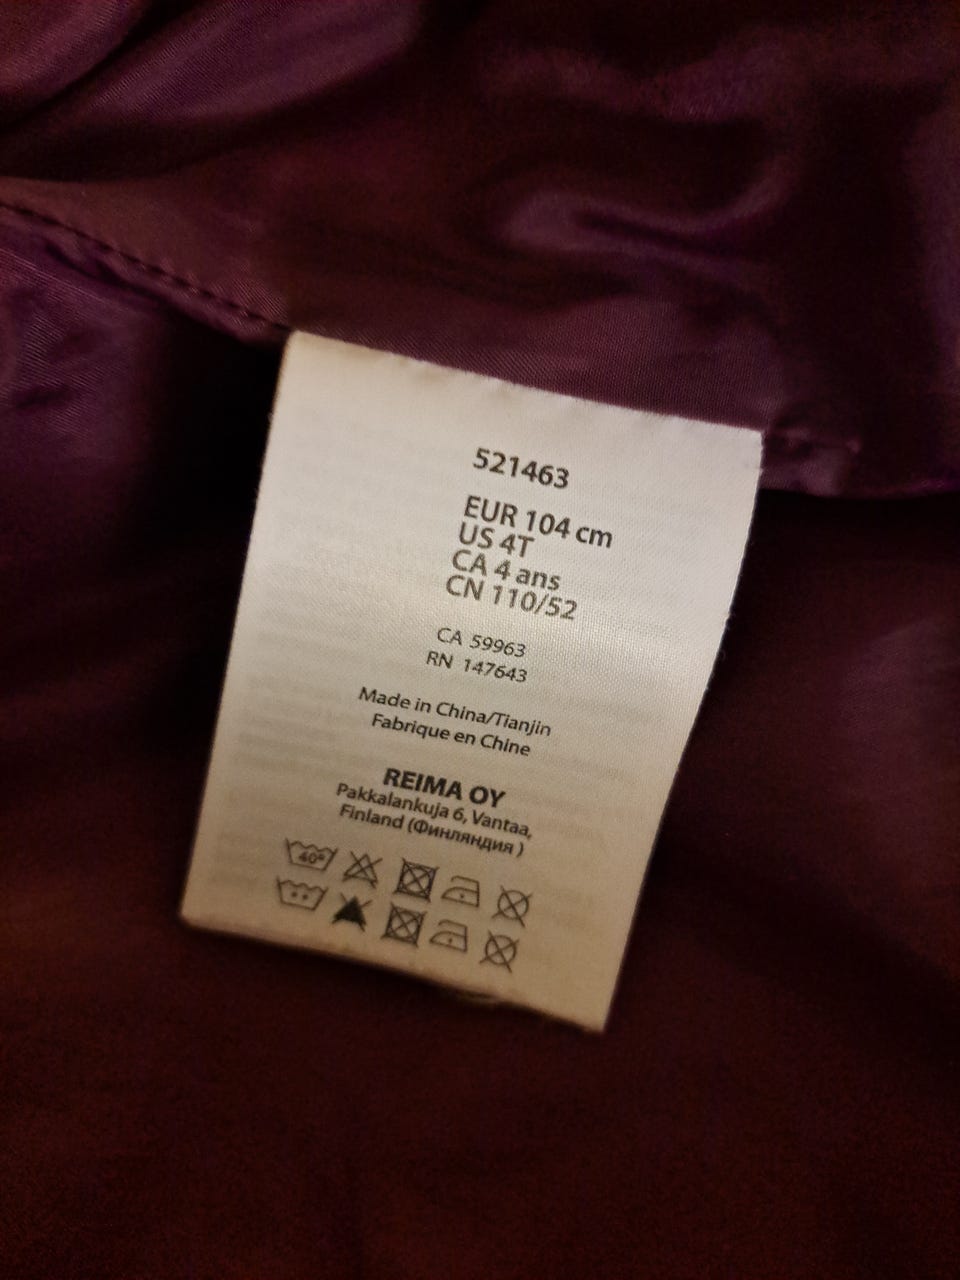 521463
EUR 104 cm
US 4T
CA 4 ans
CN 110/52
CA 59963
RN 147643
Made in China/Tianjin
Fabrique en Chine
REIMA OY
Pakkalankuja 6, Vantaa,
Finland (Финляндия )
40°